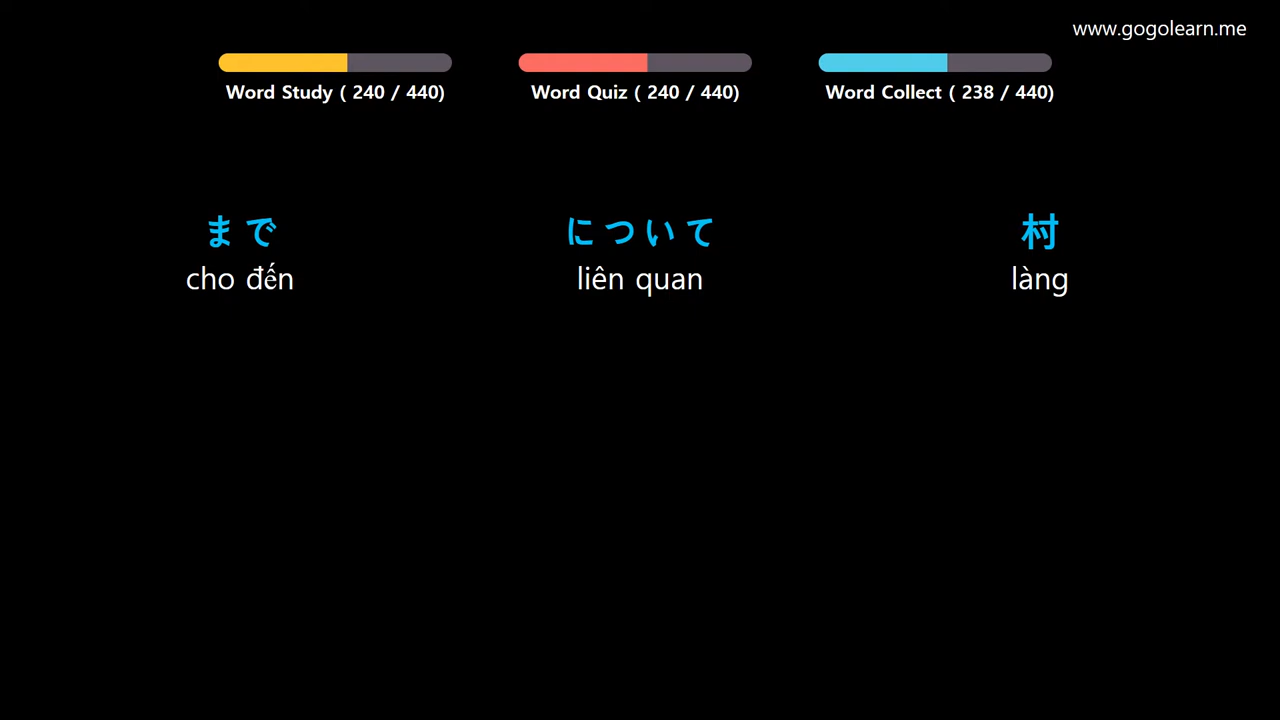 www.gogolearn.me
Word Study ( 240 / 440)
Word Quiz ( 240 / 440)
Word Collect ( 238 / 440)
まで
cho đến
について
liên quan
村
làng